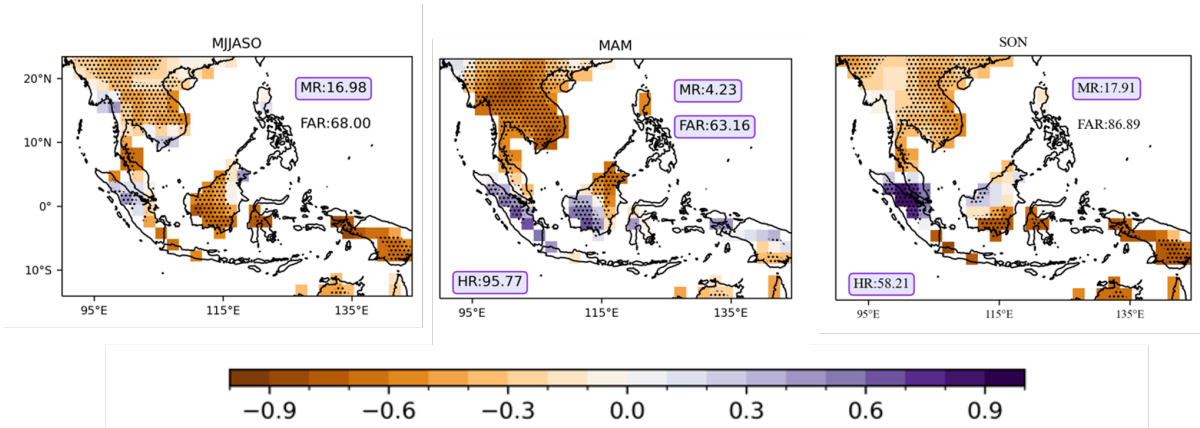 MJJASO
MAM
SON
20°N
10°N
0°
10°S
MR:16.98
FAR:68.00
MR:4.23
FAR:63.16
HR:95.77
MR:17.91
FAR:86.89
HR:58.21
95°E 115°E 135°E
95°E 115°E 135°E
95°E 115°E 135°E
−0.9 −0.6 −0.3 0.0 0.3 0.6 0.9